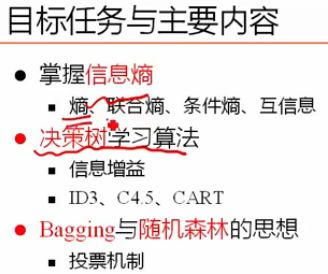 目标任务与主要内容
掌握信息熵
熵、联合熵、条件熵、互信息
决策树学习算法
信息增益
ID3、C4.5、CART
Bagging与随机森林的思想
投票机制